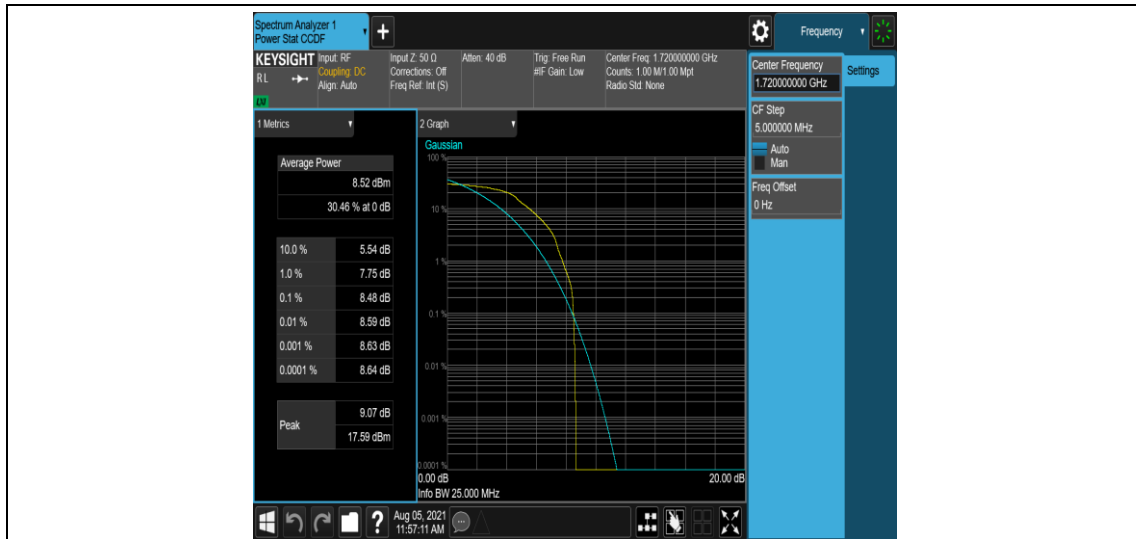 Spectrum Analyzer 1
Power Stat CCDF
+
Frequency
KEYSIGHT
RL
LXI
Input: RF
Coupling: DC
Align: Auto
Input Z: 50 Ω
Corrections: Off
Freq Ref: Int (S)
Atten: 40 dB
Trig: Free Run
#IF Gain: Low
Center Freq: 1.720000000 GHz
Counts: 1.00 M/1.00 Mpt
Radio Std: None
Center Frequency
1.720000000 GHz
Settings
CF Step
5.000000 MHz
Auto
Man
Freq Offset
0 Hz
1 Metrics
Average Power
8.52 dBm
30.46 % at 0 dB
10.0 % 5.54 dB
1.0 % 7.75 dB
0.1 % 8.48 dB
0.01 % 8.59 dB
0.001 % 8.63 dB
0.0001 % 8.64 dB
Peak 9.07 dB
17.59 dBm
2 Graph
Gaussian
100 %
10 %
1 %
0.1 %
0.01 %
0.001 %
0.0001 %
0.00 dB 20.00 dB
Info BW 25.000 MHz
?
Aug 05, 2021
11:57:11 AM